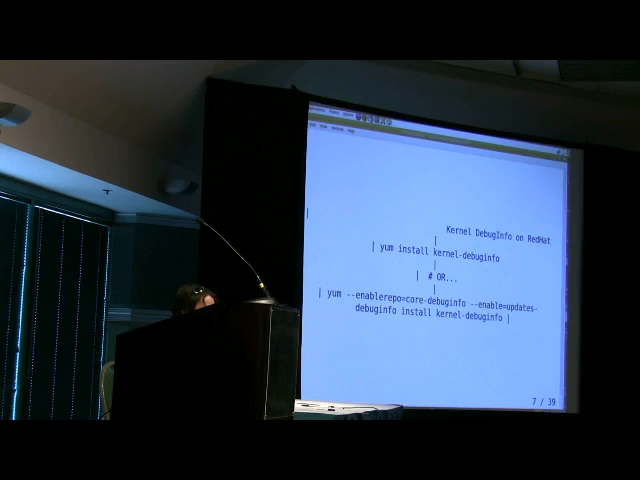 Kernel DebugInfo on RedHat
|
| yum install kernel-debuginfo
|
| # OR...
|
| yum --enablerepo=core-debuginfo --enable=updates-
debuginfo install kernel-debuginfo |
7 / 39